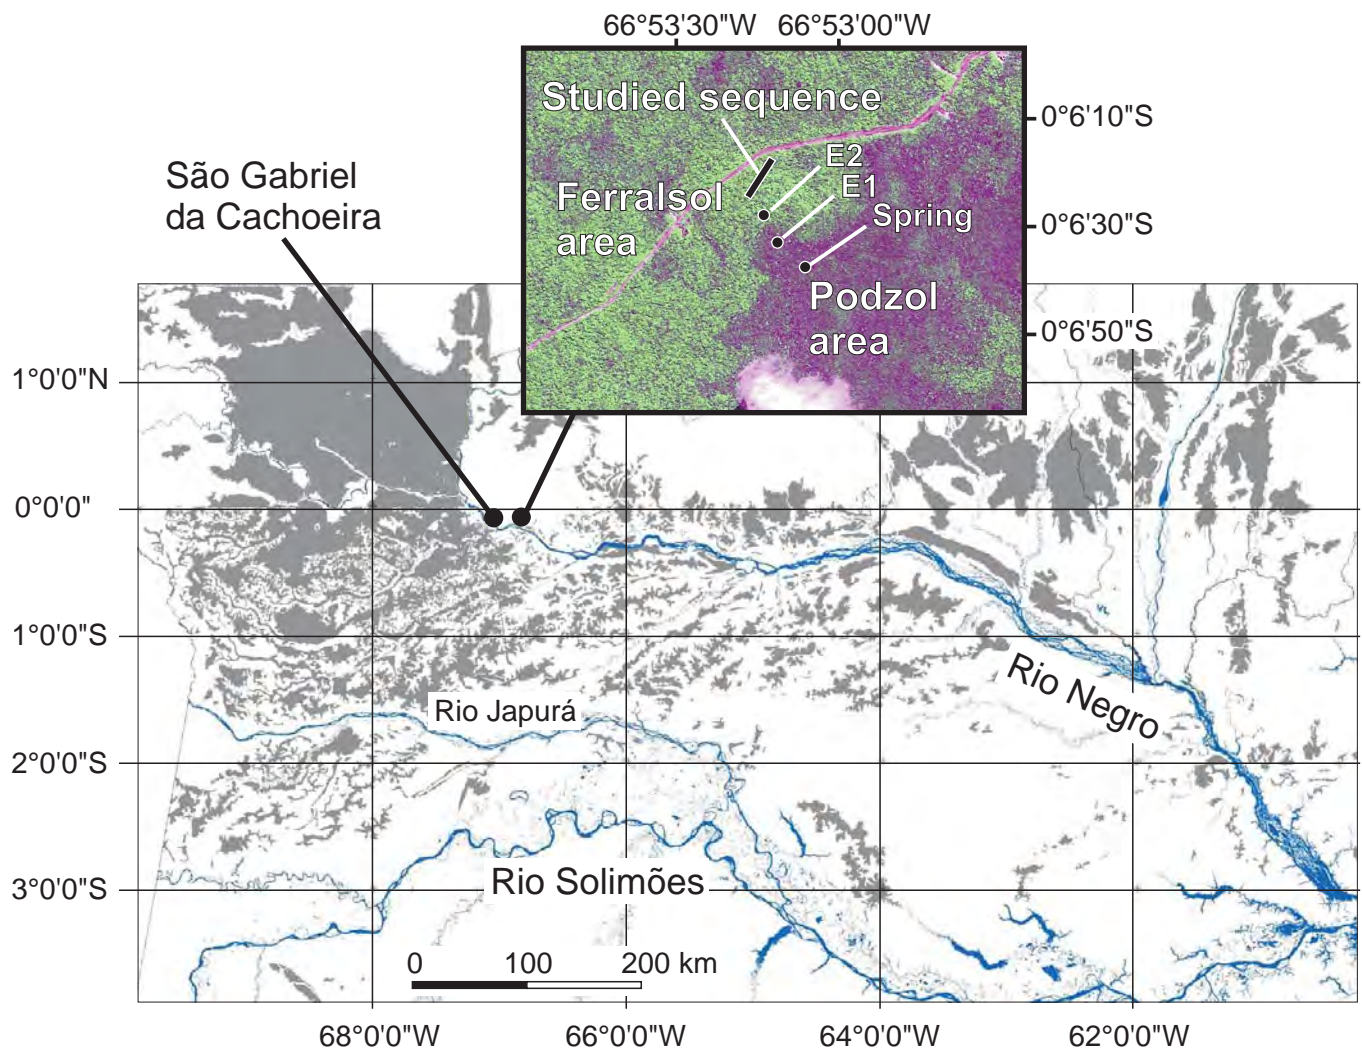 66°53'30"W 66°53'00"W
Studied sequence
0°6'10"S
E2
São Gabriel
da Cachoeira
E1
Ferralsol
area
Spring
0°6'30"S
Podzol
area
0°6'50"S
1°0'0"N
0°0'0"
1°0'0"S
Rio Negro
Rio Japurá
2°0'0"S
Rio Solimões
3°0'0"S
0 100 200 km
68°0'0"W 66°0'0"W 64°0'0"W 62°0'0"W